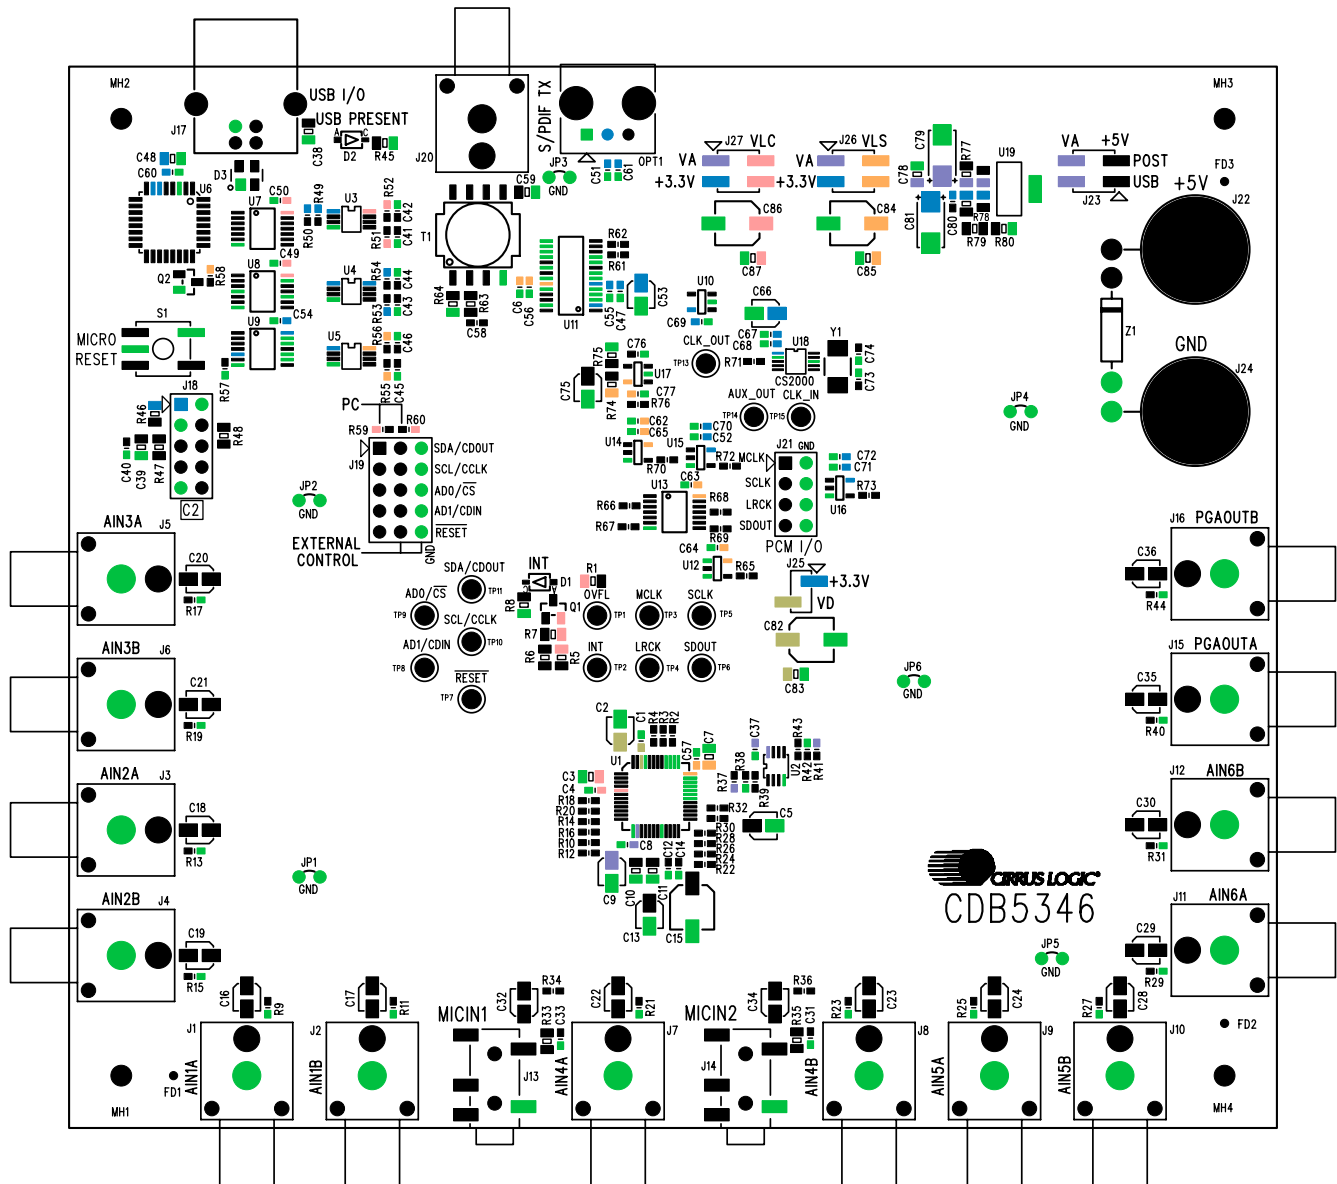 MH2
USB I/O
USB PRESENT
J17
A C
D2
C38
R45
J20
S/PDIF TX
OPT1
JP3
GND
C51
C61
C59
J27 VLC
VA
+3.3V
C86
C87
J26 VLS
VA
+3.3V
C84
C85
C79
C78
R77
U19
C81
C80
R78
R79
R80
VA +5V
POST
USB
J23
MH3
FD3
+5V
J22
Z1
GND
J24
C48
C60
D3
U6
U7
C50
R49
R50
C49
U3
R52
C42
R51
C41
T1
Q2
R58
U8
U4
R54
C44
R53
C43
C54
R64
R63
C58
C6
C56
U11
R62
R61
C55
C47
C53
U10
C69
C66
C67
C68
U18
CS2000
Y1
C74
C73
S1
MICRO
RESET
U9
R57
U5
R56
C46
R55
C45
CLK_OUT
TP13
R71
AUX_OUT
TP14
CLK_IN
TP15
R75
C75
R74
C76
U17
C77
R76
C62
C65
U14
R70
U15
C70
C52
R72
C63
U13
R66
R67
R68
R69
C64
U12
R65
J18
R46
R48
C40
C39
R47
C2
I²C
R59
R60
J19
SDA/CDOUT
SCL/CCLK
AD0/CS
AD1/CDIN
RESET
GND
EXTERNAL
CONTROL
JP2
GND
J21 GND
MCLK
SCLK
LRCK
SDOUT
PCM I/O
C72
C71
U16
R73
JP4
GND
J25
+3.3V
VD
C82
C83
JP6
GND
AIN3A
J5
C20
R17
AIN3B
J6
C21
R19
AIN2A
J3
C18
R13
AIN2B
J4
C19
R15
SDA/CDOUT
TP11
AD0/CS
TP9
SCL/CCLK
TP10
AD1/CDIN
TP8
RESET
TP7
INT
D1
R1
R8
Q1
R7
R6
R5
OVFL
TP1
MCLK
TP3
SCLK
TP5
INT
TP2
LRCK
TP4
SDOUT
TP6
J16 PGAOUTB
C36
R44
J15 PGAOUTA
C35
R40
J12 AIN6B
C30
R31
J11 AIN6A
C29
R29
C2
C1
R4
R3
R2
C57
C7
U1
C3
C4
R18
R20
R14
R16
R10
R12
C37
U2
R43
R42
R41
R37
R38
R39
R32
C5
R30
R28
R26
R24
R22
C8
C9
C10
C11
C12
C14
C13
C15
JP1
GND
CIRRUS LOGIC®
CDB5346
JP5
GND
C16
R9
J1
AIN1A
C17
R11
J2
AIN1B
MICIN1
C32
R34
R33
C33
J13
C22
R21
J7
AIN4A
MICIN2
C34
R36
R35
C31
J14
R23
C23
J8
AIN4B
R25
C24
J9
AIN5A
R27
C28
J10
AIN5B
FD1
MH1
FD2
MH4